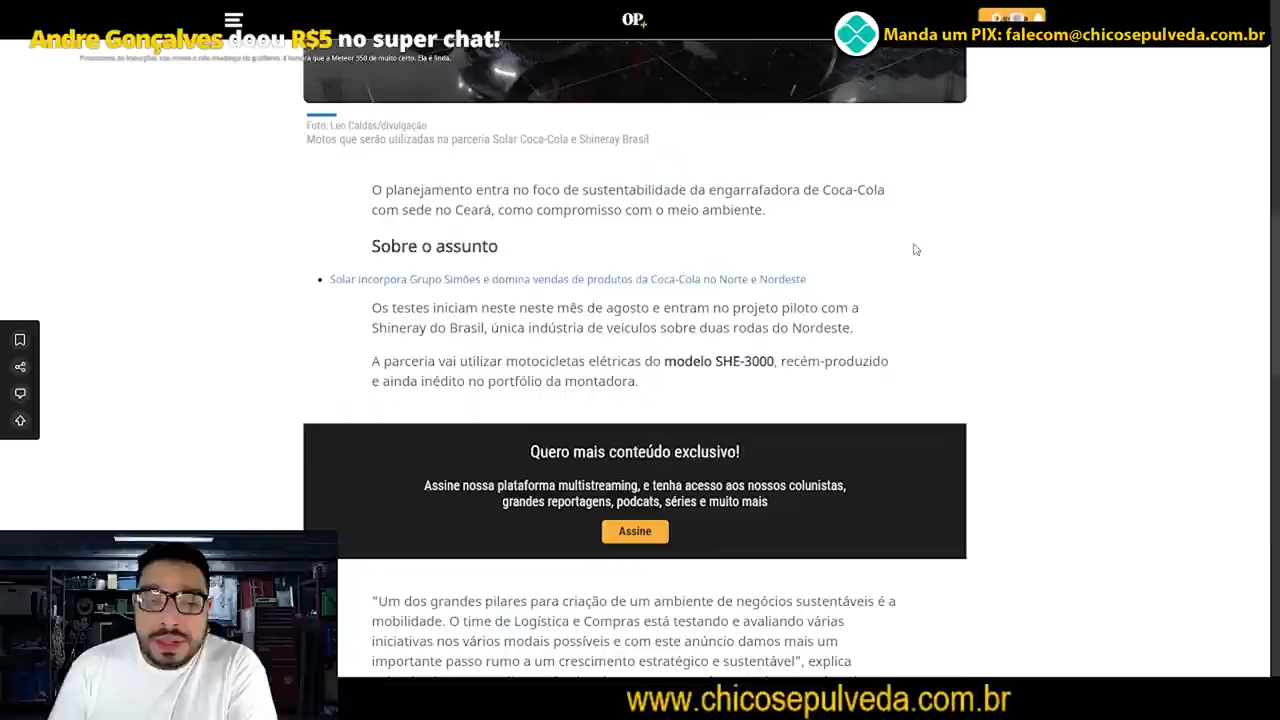 OP+
Andre Gonçalves doou R$5 no super chat!
Manda um PIX: falecom@chicosepulveda.com.br
que a Meteor 350 de muito certo. Ela é linda.
Foto: Leo Caldas/divulgação
Motos que serão utilizadas na parceria Solar Coca-Cola e Shineray Brasil
O planejamento entra no foco de sustentabilidade da engarrafadora de Coca-Cola
com sede no Ceará, como compromisso com o meio ambiente.
Sobre o assunto
Solar incorpora Grupo Simões e domina vendas de produtos da Coca-Cola no Norte e Nordeste
Os testes iniciam neste neste mês de agosto e entram no projeto piloto com a
Shineray do Brasil, única indústria de veículos sobre duas rodas do Nordeste.
A parceria vai utilizar motocicletas elétricas do modelo SHE-3000, recém-produzido
e ainda inédito no portfólio da montadora.
Quero mais conteúdo exclusivo!
Assine nossa plataforma multistreaming, e tenha acesso aos nossos colunistas,
grandes reportagens, podcats, séries e muito mais
Assine
“Um dos grandes pilares para criação de um ambiente de negócios sustentáveis é a
mobilidade. O time de Logística e Compras está testando e avaliando várias
iniciativas nos vários modais possíveis e com este anúncio damos mais um
importante passo rumo a um crescimento estratégico e sustentável”, explica
www.chicosepulveda.com.br